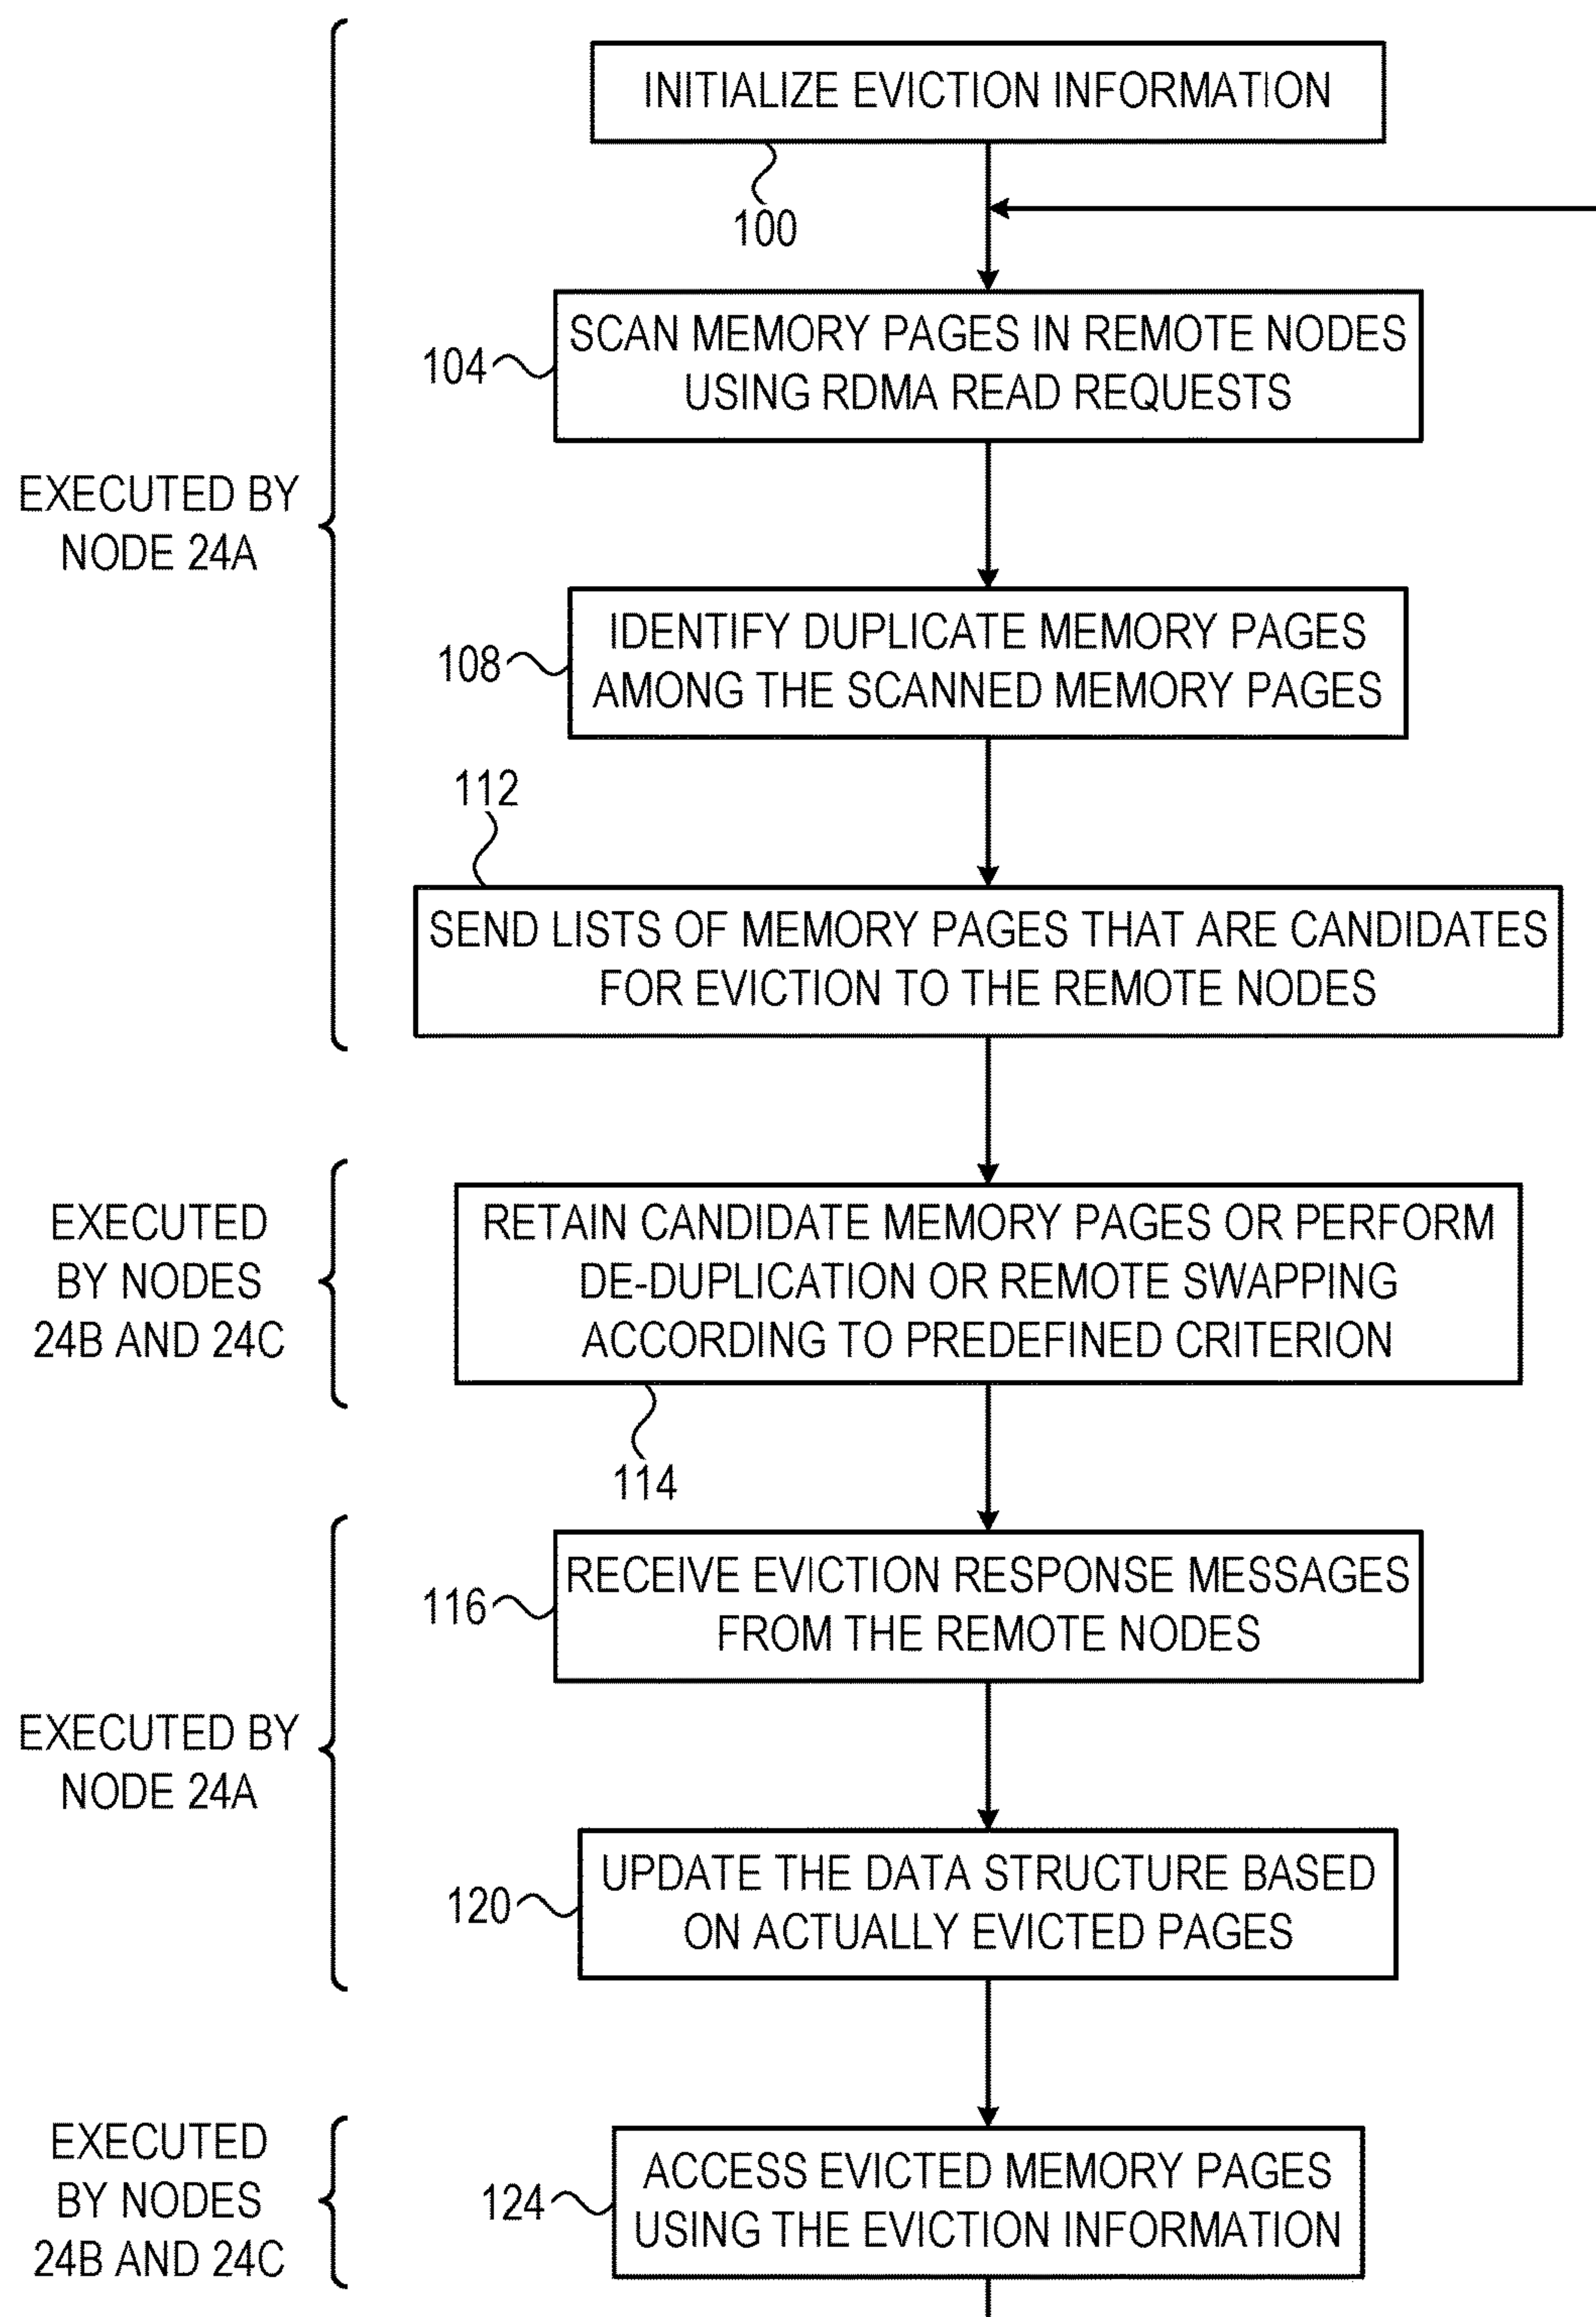 INITIALIZE EVICTION INFORMATION
100
SCAN MEMORY PAGES IN REMOTE NODES
USING RDMA READ REQUESTS
104
EXECUTED BY
NODE 24A
IDENTIFY DUPLICATE MEMORY PAGES
AMONG THE SCANNED MEMORY PAGES
108
112
SEND LISTS OF MEMORY PAGES THAT ARE CANDIDATES
FOR EVICTION TO THE REMOTE NODES
EXECUTED
BY NODES
24B AND 24C
RETAIN CANDIDATE MEMORY PAGES OR PERFORM
DE-DUPLICATION OR REMOTE SWAPPING
ACCORDING TO PREDEFINED CRITERION
114
RECEIVE EVICTION RESPONSE MESSAGES
FROM THE REMOTE NODES
116
EXECUTED BY
NODE 24A
UPDATE THE DATA STRUCTURE BASED
ON ACTUALLY EVICTED PAGES
120
EXECUTED
BY NODES
24B AND 24C
ACCESS EVICTED MEMORY PAGES
USING THE EVICTION INFORMATION
124